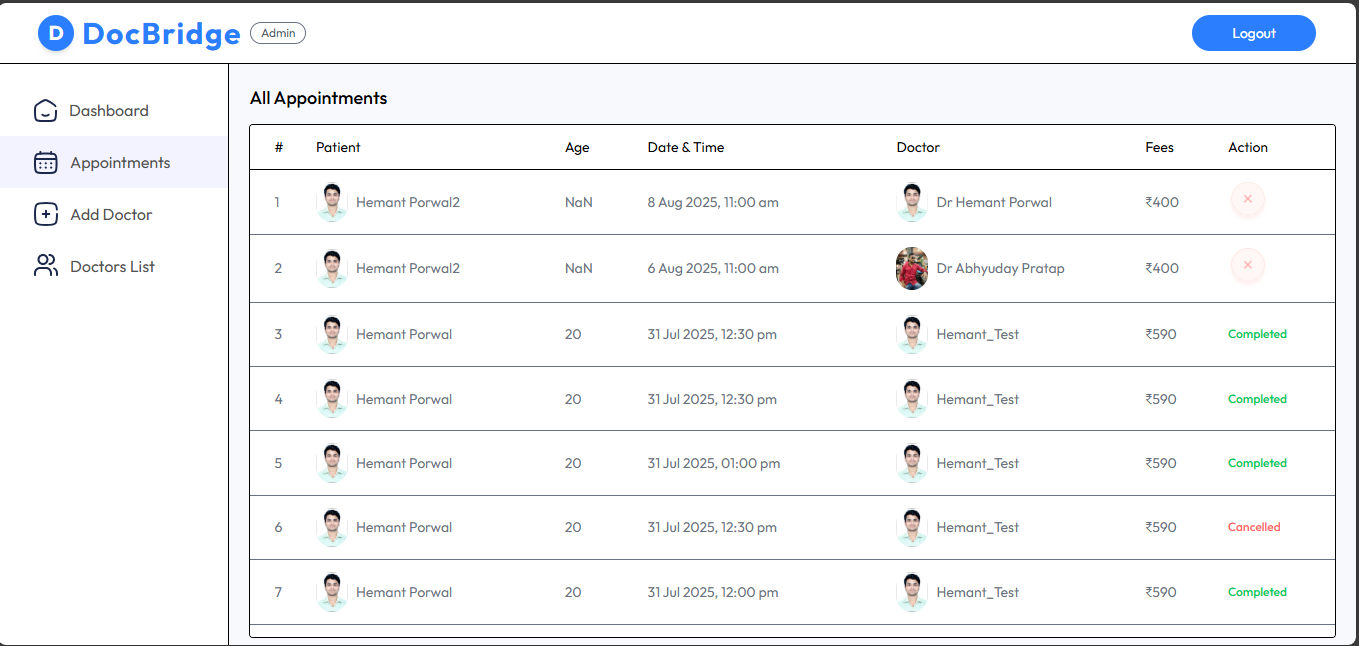 D DocBridge Admin Logout
Dashboard
Appointments
Add Doctor
Doctors List
All Appointments
# Patient Age Date & Time Doctor Fees Action
1 Hemant Porwal2 NaN 8 Aug 2025, 11:00 am Dr Hemant Porwal ₹400
2 Hemant Porwal2 NaN 6 Aug 2025, 11:00 am Dr Abhyuday Pratap ₹400
3 Hemant Porwal 20 31 Jul 2025, 12:30 pm Hemant_Test ₹590 Completed
4 Hemant Porwal 20 31 Jul 2025, 12:30 pm Hemant_Test ₹590 Completed
5 Hemant Porwal 20 31 Jul 2025, 01:00 pm Hemant_Test ₹590 Completed
6 Hemant Porwal 20 31 Jul 2025, 12:30 pm Hemant_Test ₹590 Cancelled
7 Hemant Porwal 20 31 Jul 2025, 12:00 pm Hemant_Test ₹590 Completed